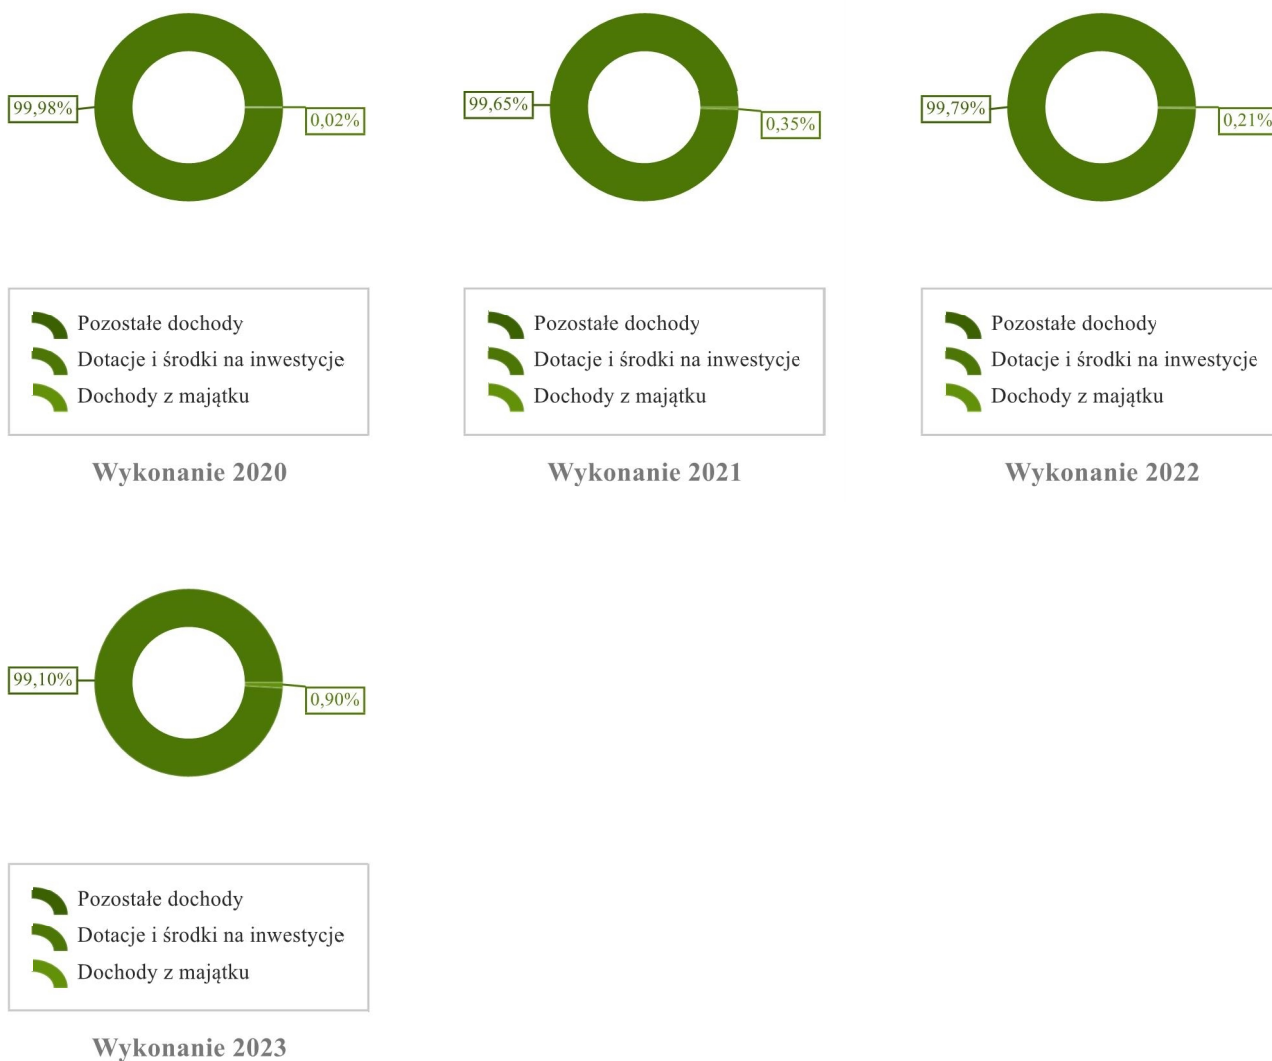 99,98%
0,02%
Pozostałe dochody
Dotacje i środki na inwestycje
Dochody z majątku
Wykonanie 2020
99,65%
0,35%
Pozostałe dochody
Dotacje i środki na inwestycje
Dochody z majątku
Wykonanie 2021
99,79%
0,21%
Pozostałe dochody
Dotacje i środki na inwestycje
Dochody z majątku
Wykonanie 2022
99,10%
0,90%
Pozostałe dochody
Dotacje i środki na inwestycje
Dochody z majątku
Wykonanie 2023